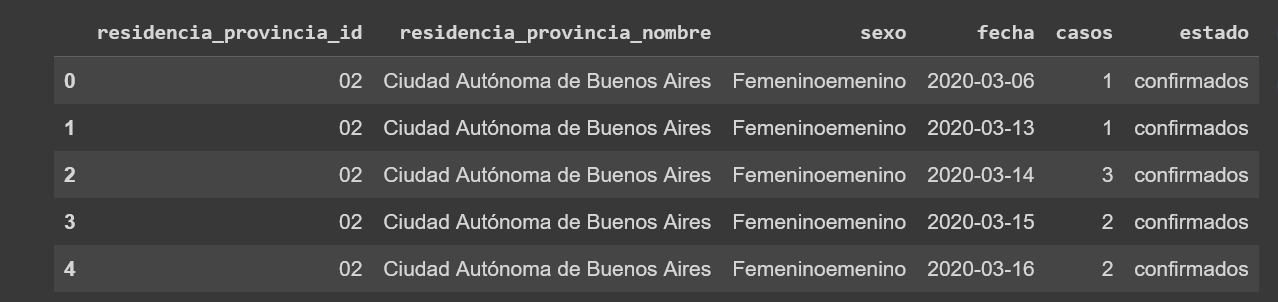 residencia_provincia_id residencia_provincia_nombre sexo fecha casos estado
0 02 Ciudad Autónoma de Buenos Aires Femeninoemenino 2020-03-06 1 confirmados
1 02 Ciudad Autónoma de Buenos Aires Femeninoemenino 2020-03-13 1 confirmados
2 02 Ciudad Autónoma de Buenos Aires Femeninoemenino 2020-03-14 3 confirmados
3 02 Ciudad Autónoma de Buenos Aires Femeninoemenino 2020-03-15 2 confirmados
4 02 Ciudad Autónoma de Buenos Aires Femeninoemenino 2020-03-16 2 confirmados